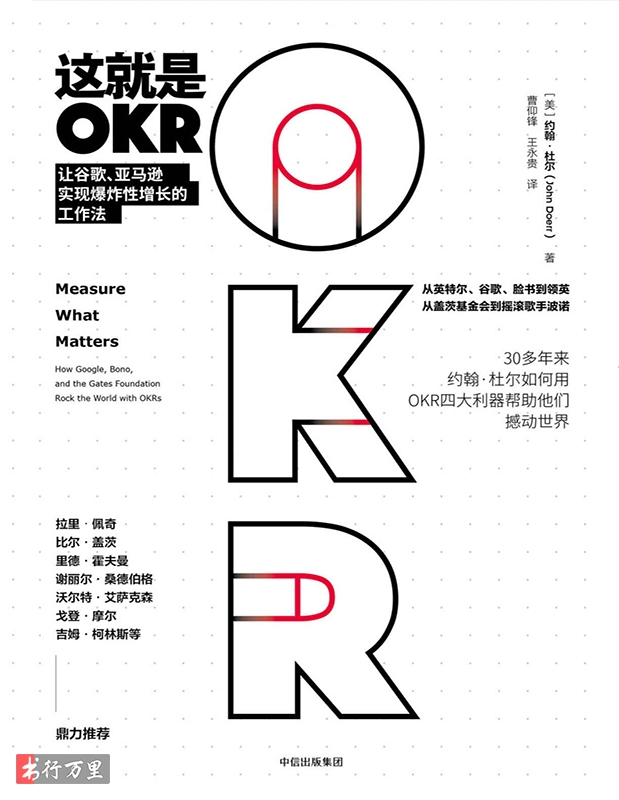 这就是
OKR
让谷歌、亚马逊
实现爆炸性增长的
工作法
[美]约翰·杜尔（John Doerr） 著
曹仰锋 王永贵 译
Measure
What
Matters
How Google, Bono,
and the Gates Foundation
Rock the World with OKRs
从英特尔、谷歌、脸书到领英
从盖茨基金会到摇滚歌手波诺
30多年来
约翰·杜尔如何用
OKR四大利器帮助他们
撼动世界
O
K
R
拉里·佩奇
比尔·盖茨
里德·霍夫曼
谢丽尔·桑德伯格
沃尔特·艾萨克森
戈登·摩尔
吉姆·柯林斯等
鼎力推荐
中信出版集团
书行万里